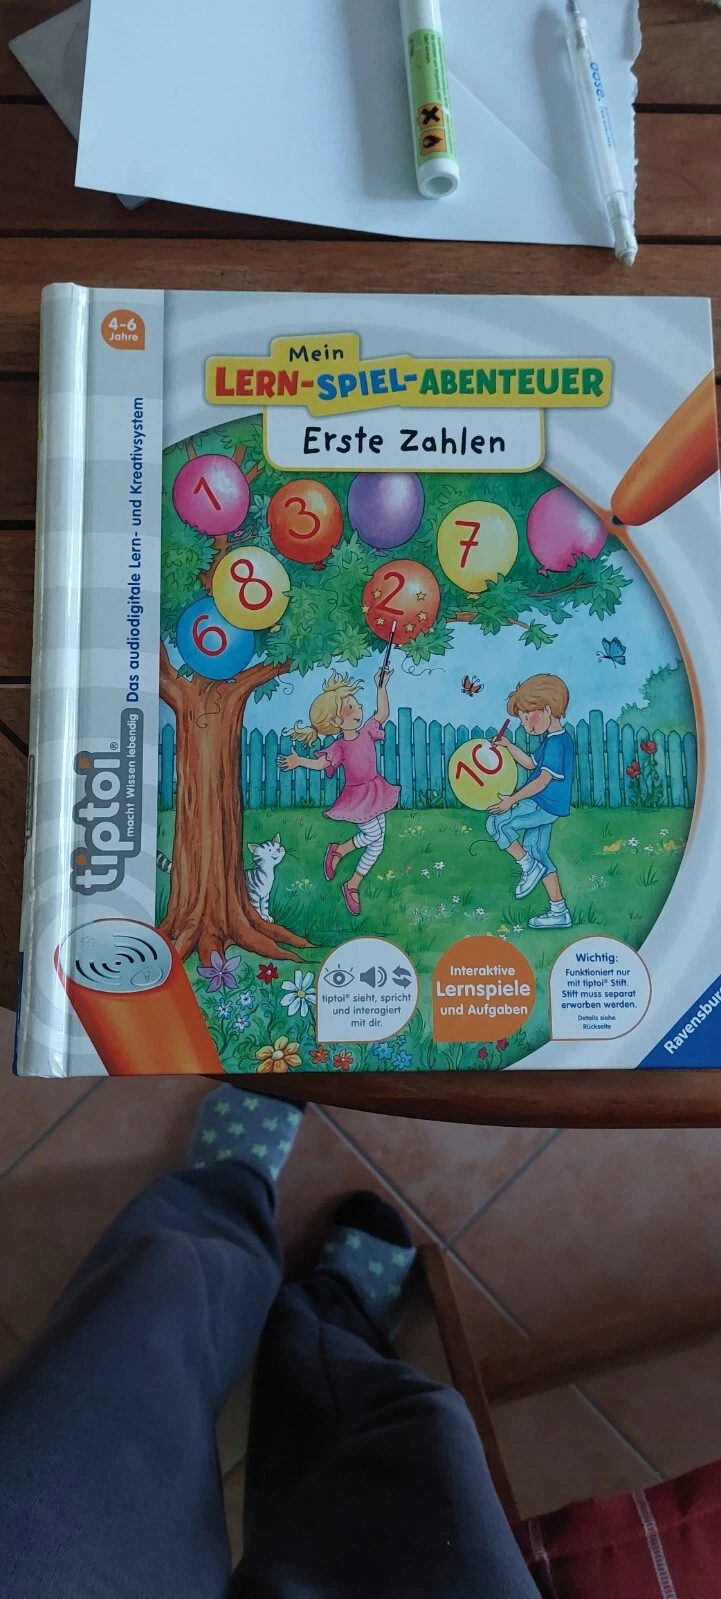 oose.
4-6
Jahre
Mein
LERN-SPIEL-ABENTEUER
Erste Zahlen
Das audiodigitale Lern- und Kreativsystem
tiptoi®
macht Wissen lebendig
1
3
7
8
2
6
10
tiptoi® sieht, spricht
und interagiert
mit dir.
Interaktive
Lernspiele
und Aufgaben
Wichtig:
Funktioniert nur
mit tiptoi® Stift.
Stift muss separat
erworben werden.
Details siehe
Rückseite
Ravensbur